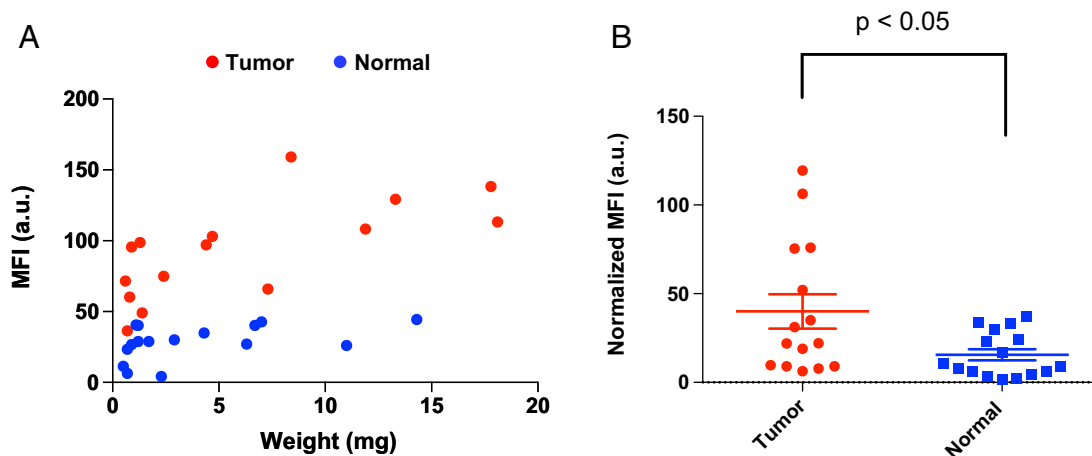 A
Tumor Normal
MFI (a.u.)
200
150
100
50
0
0 5 10 15 20
Weight (mg)
B
p < 0.05
Normalized MFI (a.u.)
150
100
50
0
Tumor Normal